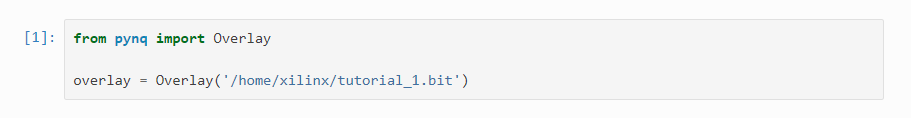 [1]: from pynq import Overlay
overlay = Overlay('/home/xilinx/tutorial_1.bit')